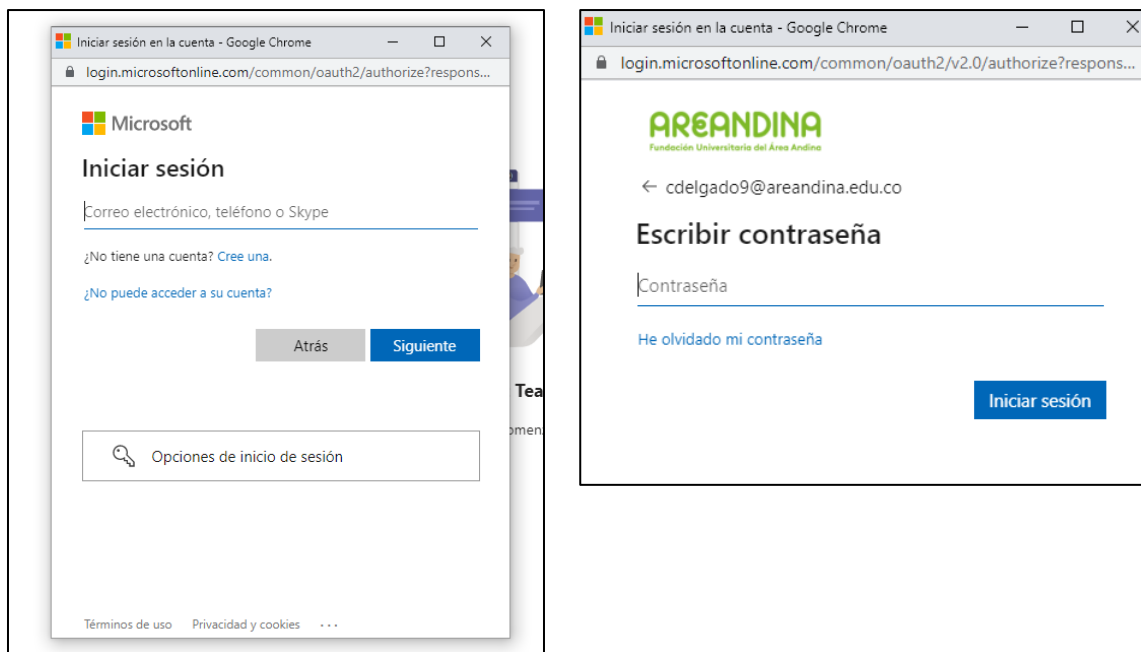 Iniciar sesión en la cuenta - Google Chrome
login.microsoftonline.com/common/oauth2/authorize?respons...
Microsoft
Iniciar sesión
Correo electrónico, teléfono o Skype
¿No tiene una cuenta? Cree una.
¿No puede acceder a su cuenta?
Atrás Siguiente
Opciones de inicio de sesión
Términos de uso Privacidad y cookies ...
Tea
omen
Iniciar sesión en la cuenta - Google Chrome
login.microsoftonline.com/common/oauth2/v2.0/authorize?respons...
AREANDINA
Fundación Universitaria del Área Andina
← cdelgado9@areandina.edu.co
Escribir contraseña
Contraseña
He olvidado mi contraseña
Iniciar sesión